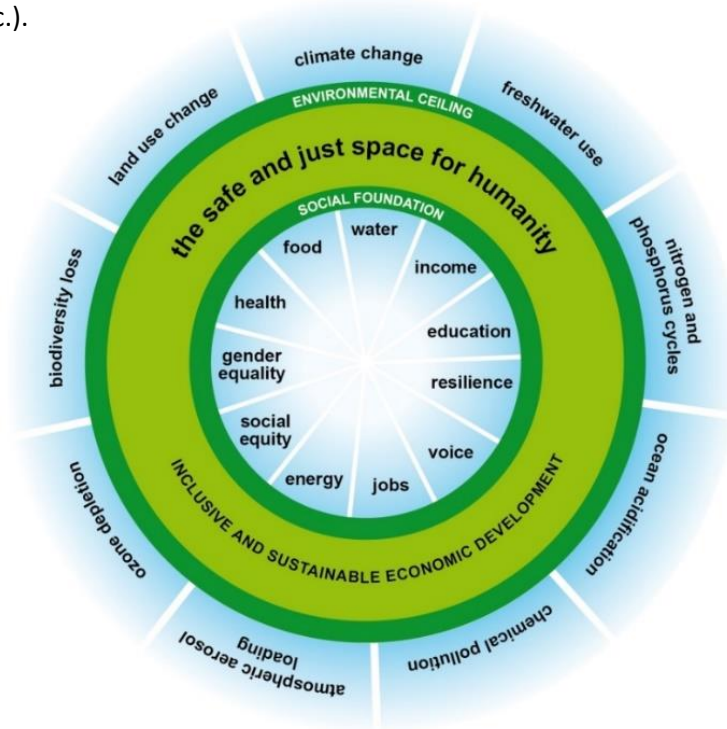 c.).
climate change
freshwater use
nitrogen and
phosphorus cycles
ocean acidification
chemical pollution
atmospheric aerosol
loading
ozone depletion
biodiversity loss
land use change
ENVIRONMENTAL CEILING
the safe and just space for humanity
SOCIAL FOUNDATION
water
income
education
resilience
voice
jobs
energy
social
equity
gender
equality
health
food
INCLUSIVE AND SUSTAINABLE ECONOMIC DEVELOPMENT